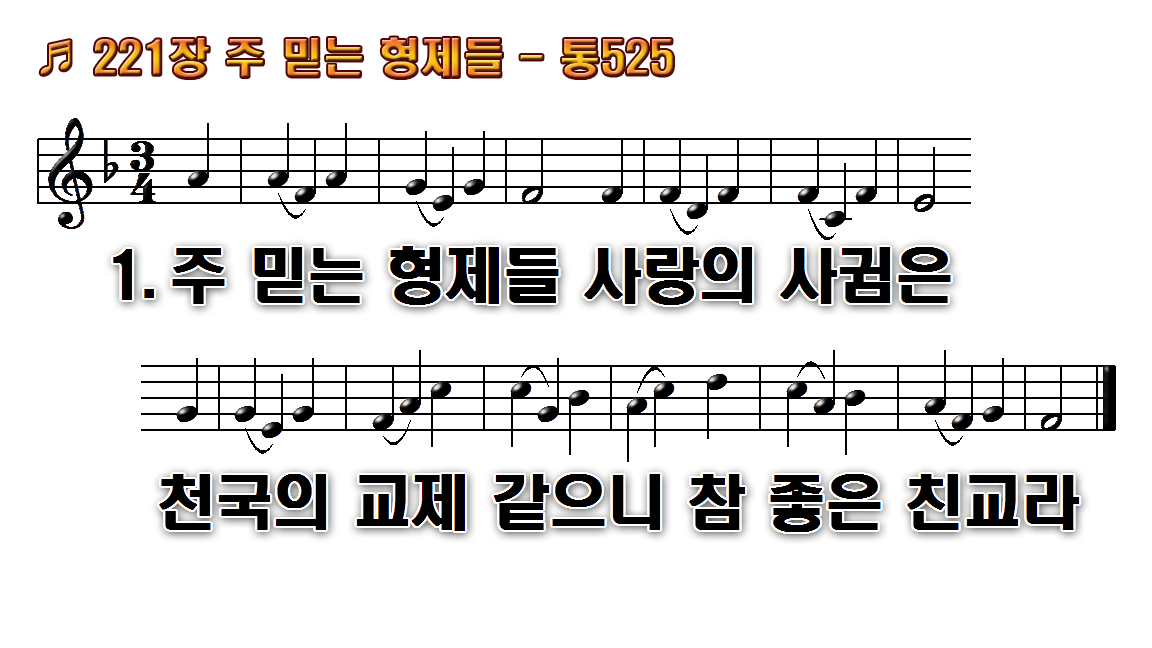 ♬ 221장 주 믿는 형제들 - 통525
3
4
1. 주 믿는 형제들 사랑의 사귐은
천국의 교제 같으니 참 좋은 친교라